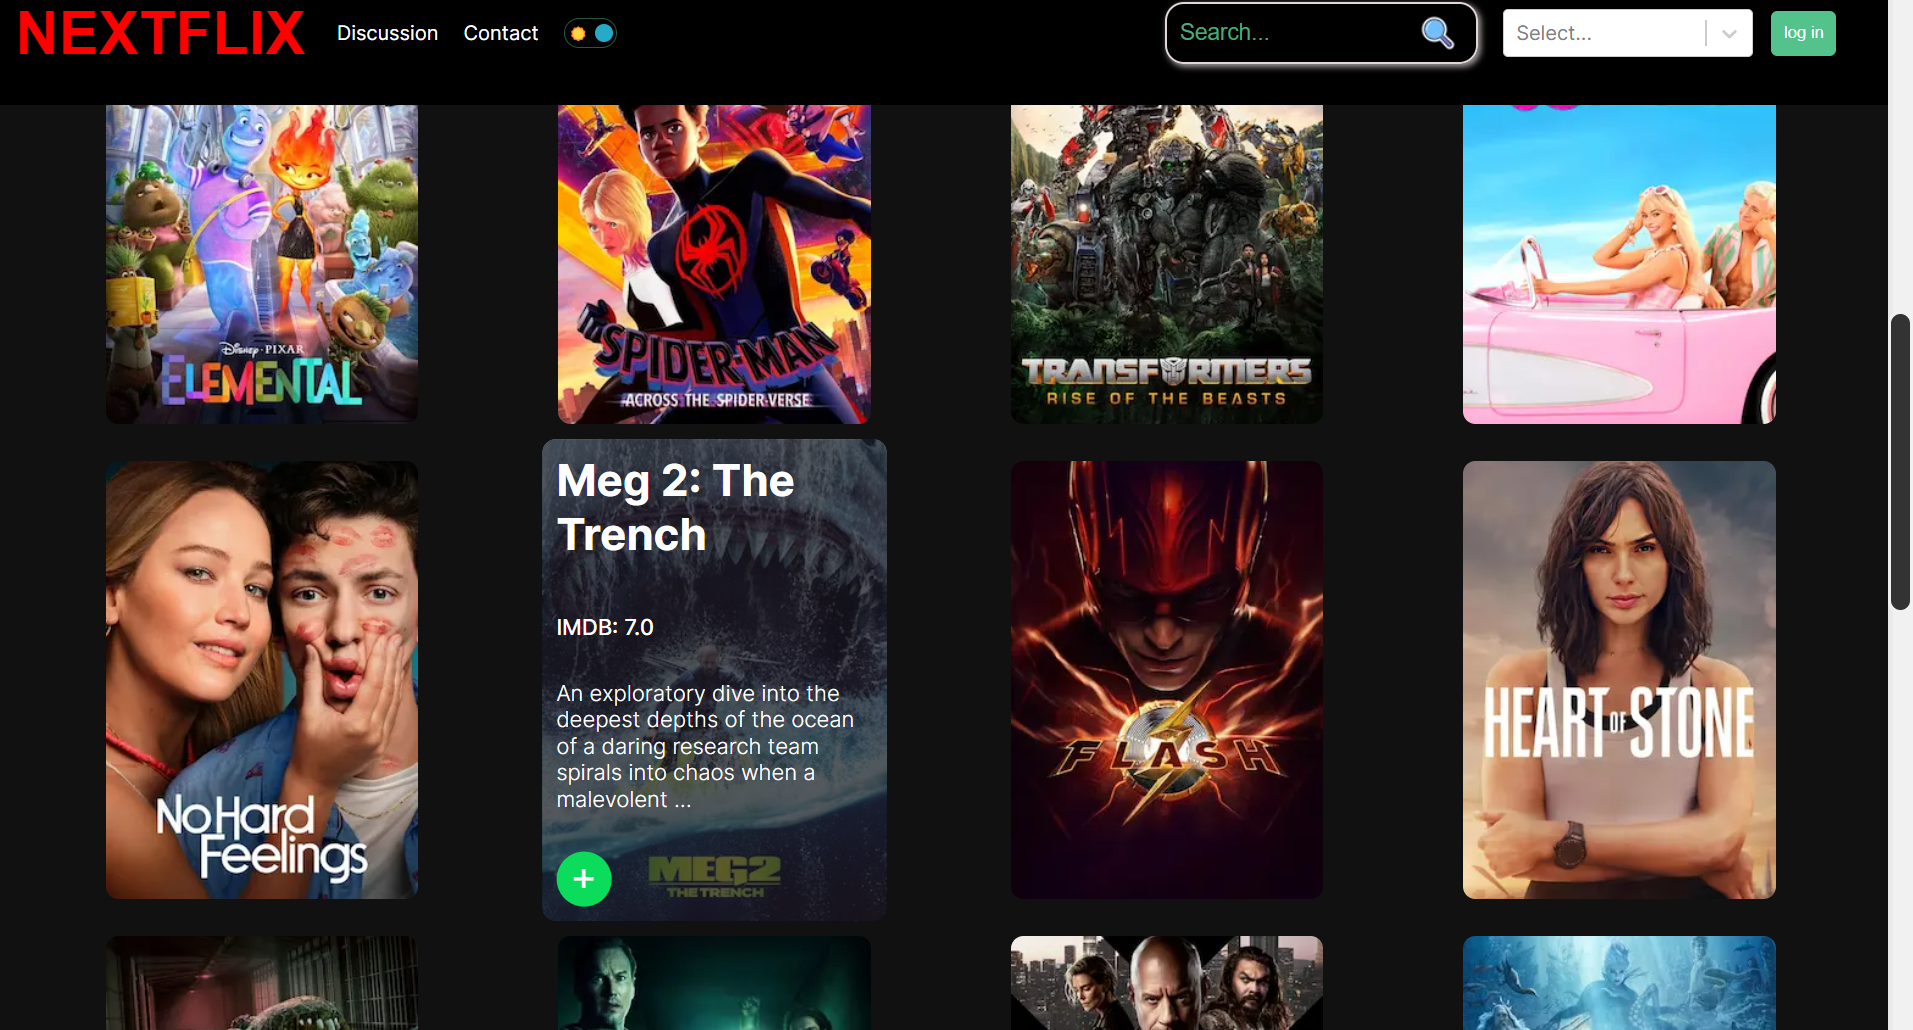 NEXTFLIX
Discussion
Contact
Search...
Select...
log in
Disney · PIXAR
ELEMENTAL
SPIDER-MAN
ACROSS THE SPIDER-VERSE
TRANSFORMERS
RISE OF THE BEASTS
No Hard
Feelings
Meg 2: The
Trench
IMDB: 7.0
An exploratory dive into the
deepest depths of the ocean
of a daring research team
spirals into chaos when a
malevolent ...
+
MEG2
THE TRENCH
FLASH
HEART OF STONE